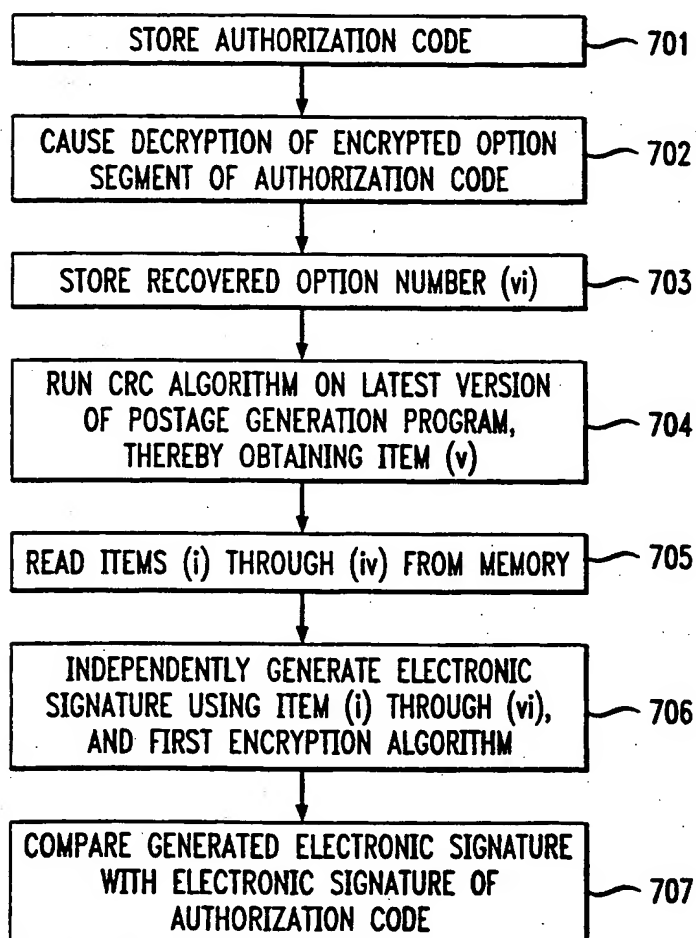 STORE AUTHORIZATION CODE
701
CAUSE DECRYPTION OF ENCRYPTED OPTION
SEGMENT OF AUTHORIZATION CODE
702
STORE RECOVERED OPTION NUMBER (vi)
703
RUN CRC ALGORITHM ON LATEST VERSION
OF POSTAGE GENERATION PROGRAM,
THEREBY OBTAINING ITEM (v)
704
READ ITEMS (i) THROUGH (iv) FROM MEMORY
705
INDEPENDENTLY GENERATE ELECTRONIC
SIGNATURE USING ITEM (i) THROUGH (vi),
AND FIRST ENCRYPTION ALGORITHM
706
COMPARE GENERATED ELECTRONIC SIGNATURE
WITH ELECTRONIC SIGNATURE OF
AUTHORIZATION CODE
707